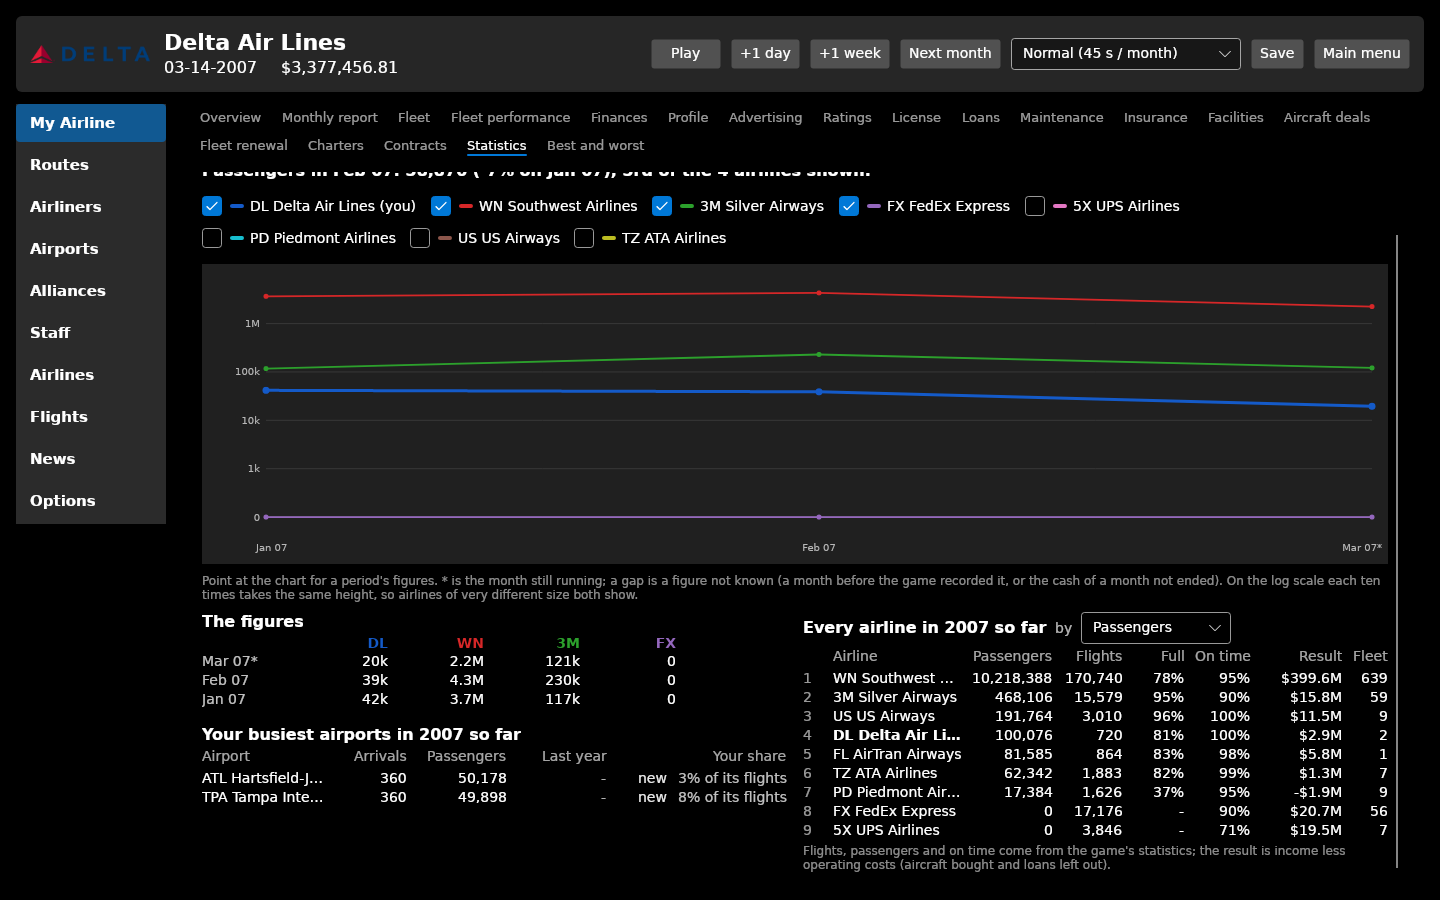 DELTA
Delta Air Lines
03-14-2007 $3,377,456.81
Play +1 day +1 week Next month Normal (45 s / month) Save Main menu
My Airline
Routes
Airliners
Airports
Alliances
Staff
Airlines
Flights
News
Options
Overview Monthly report Fleet Fleet performance Finances Profile Advertising Ratings License Loans Maintenance Insurance Facilities Aircraft deals
Fleet renewal Charters Contracts Statistics Best and worst
DL Delta Air Lines (you) WN Southwest Airlines 3M Silver Airways FX FedEx Express 5X UPS Airlines
PD Piedmont Airlines US US Airways TZ ATA Airlines
1M
100k
10k
1k
0
Jan 07 Feb 07 Mar 07*
Point at the chart for a period's figures. * is the month still running; a gap is a figure not known (a month before the game recorded it, or the cash of a month not ended). On the log scale each ten
times takes the same height, so airlines of very different size both show.
The figures
DL WN 3M FX
Mar 07* 20k 2.2M 121k 0
Feb 07 39k 4.3M 230k 0
Jan 07 42k 3.7M 117k 0
Your busiest airports in 2007 so far
Airport Arrivals Passengers Last year Your share
ATL Hartsfield-J... 360 50,178 - new 3% of its flights
TPA Tampa Inte... 360 49,898 - new 8% of its flights
Every airline in 2007 so far by Passengers
Airline Passengers Flights Full On time Result Fleet
1 WN Southwest ... 10,218,388 170,740 78% 95% $399.6M 639
2 3M Silver Airways 468,106 15,579 95% 90% $15.8M 59
3 US US Airways 191,764 3,010 96% 100% $11.5M 9
4 DL Delta Air Li... 100,076 720 81% 100% $2.9M 2
5 FL AirTran Airways 81,585 864 83% 98% $5.8M 1
6 TZ ATA Airlines 62,342 1,883 82% 99% $1.3M 7
7 PD Piedmont Air... 17,384 1,626 37% 95% -$1.9M 9
8 FX FedEx Express 0 17,176 - 90% $20.7M 56
9 5X UPS Airlines 0 3,846 - 71% $19.5M 7
Flights, passengers and on time come from the game's statistics; the result is income less
operating costs (aircraft bought and loans left out).